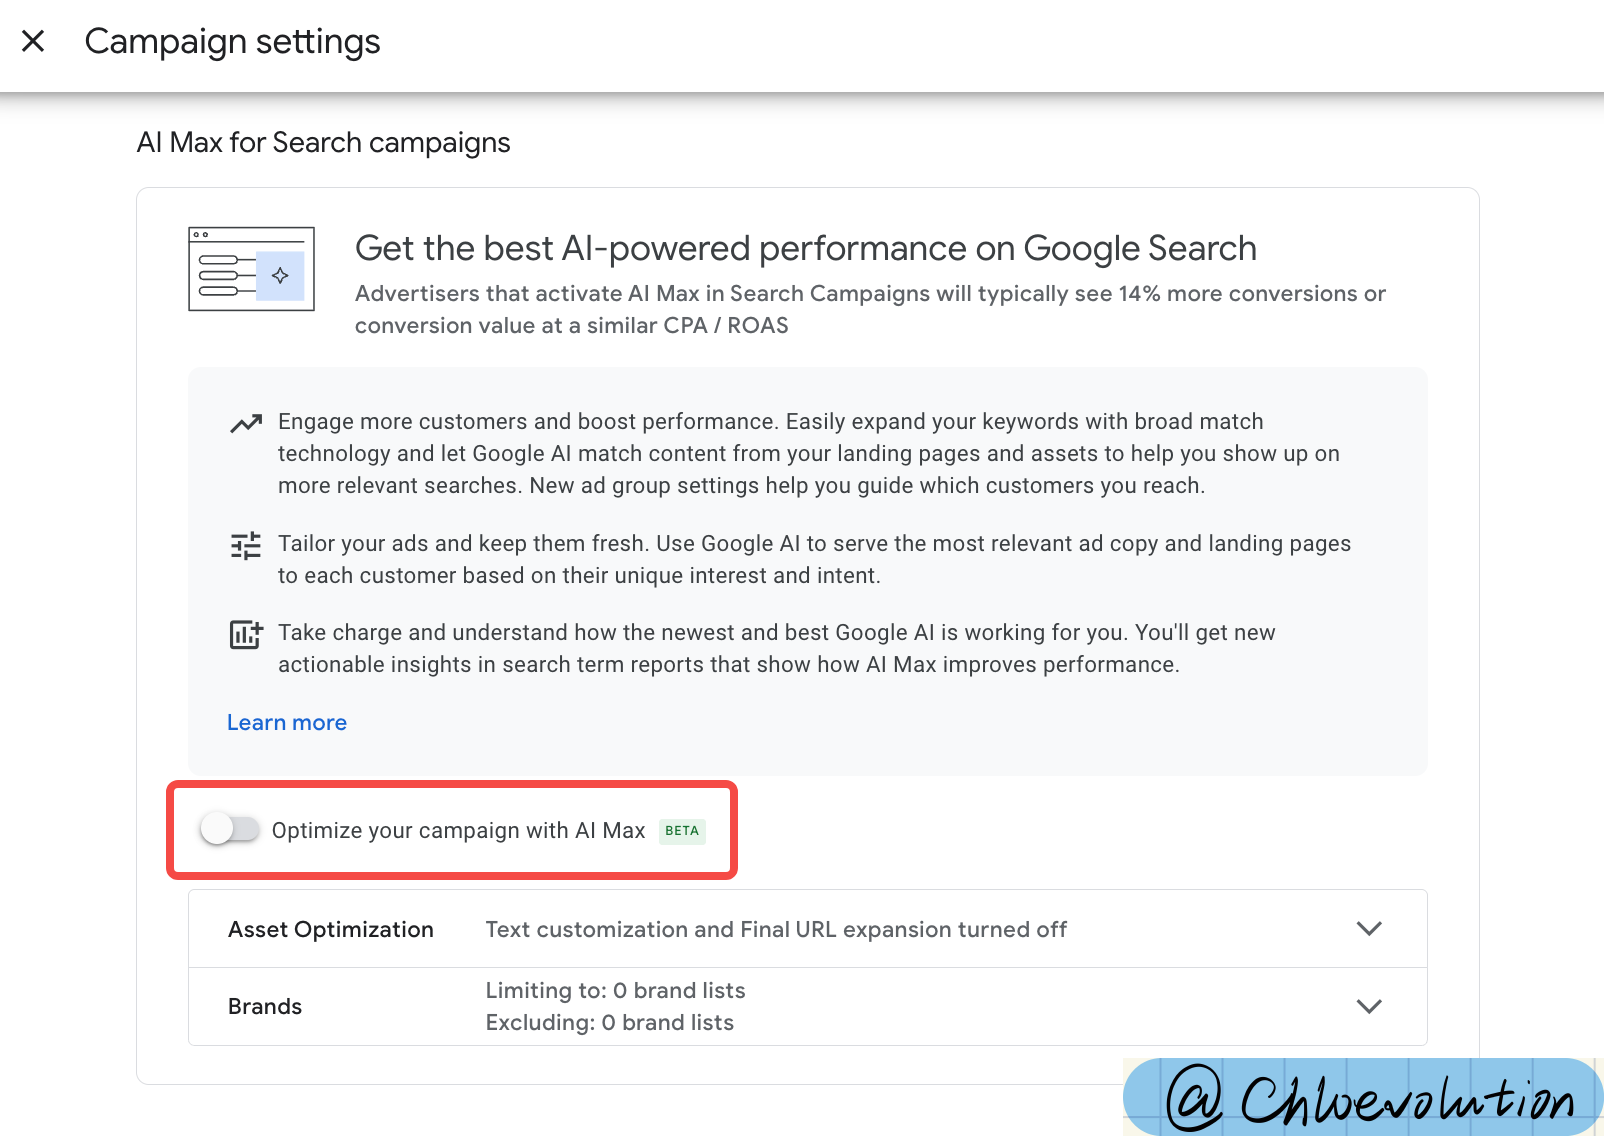 Campaign settings
AI Max for Search campaigns
Get the best AI-powered performance on Google Search
Advertisers that activate AI Max in Search Campaigns will typically see 14% more conversions or
conversion value at a similar CPA / ROAS
Engage more customers and boost performance. Easily expand your keywords with broad match
technology and let Google AI match content from your landing pages and assets to help you show up on
more relevant searches. New ad group settings help you guide which customers you reach.
Tailor your ads and keep them fresh. Use Google AI to serve the most relevant ad copy and landing pages
to each customer based on their unique interest and intent.
Take charge and understand how the newest and best Google AI is working for you. You'll get new
actionable insights in search term reports that show how AI Max improves performance.
Learn more
Optimize your campaign with AI Max BETA
Asset Optimization Text customization and Final URL expansion turned off
Brands Limiting to: 0 brand lists
Excluding: 0 brand lists
@Chloevolution